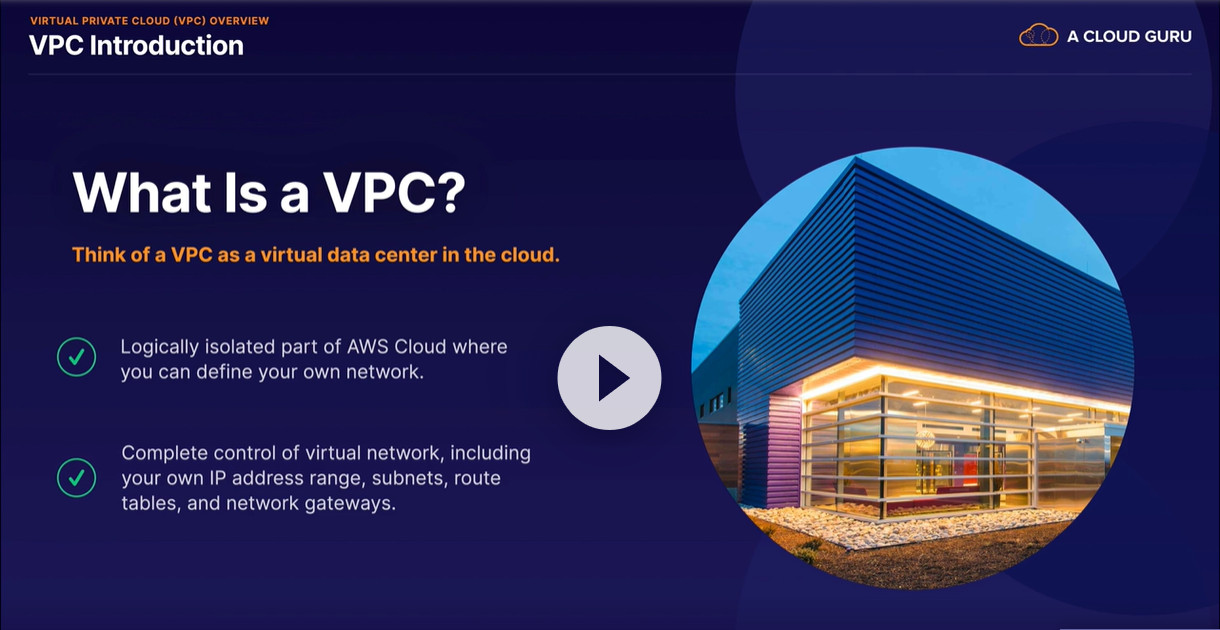 VIRTUAL PRIVATE CLOUD (VPC) OVERVIEW
VPC Introduction
A CLOUD GURU
What Is a VPC?
Think of a VPC as a virtual data center in the cloud.
Logically isolated part of AWS Cloud where
you can define your own network.
Complete control of virtual network, including
your own IP address range, subnets, route
tables, and network gateways.